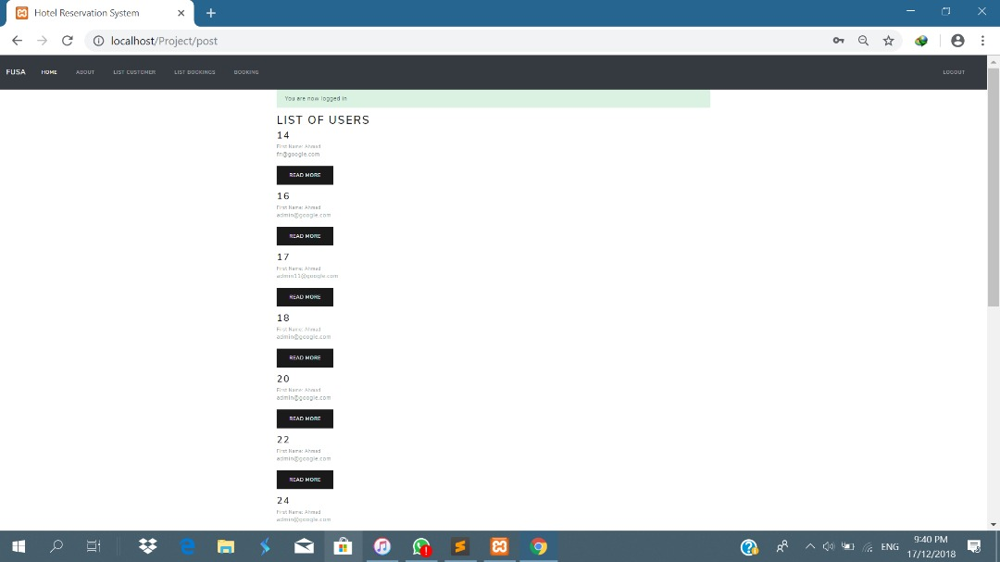 Hotel Reservation System
localhost/Project/post
FUSA HOME ABOUT LIST CUSTOMER LIST BOOKINGS BOOKING LOGOUT
You are now logged in
LIST OF USERS
14
First Name: Ahmad
fn@google.com
READ MORE
16
First Name: Ahmad
admin@google.com
READ MORE
17
First Name: Ahmad
admin11@google.com
READ MORE
18
First Name: Ahmad
admin@google.com
READ MORE
20
First Name: Ahmad
admin@google.com
READ MORE
22
First Name: Ahmad
admin@google.com
READ MORE
24
First Name: Ahmad
admin@google.com
ENG
9:40 PM
17/12/2018